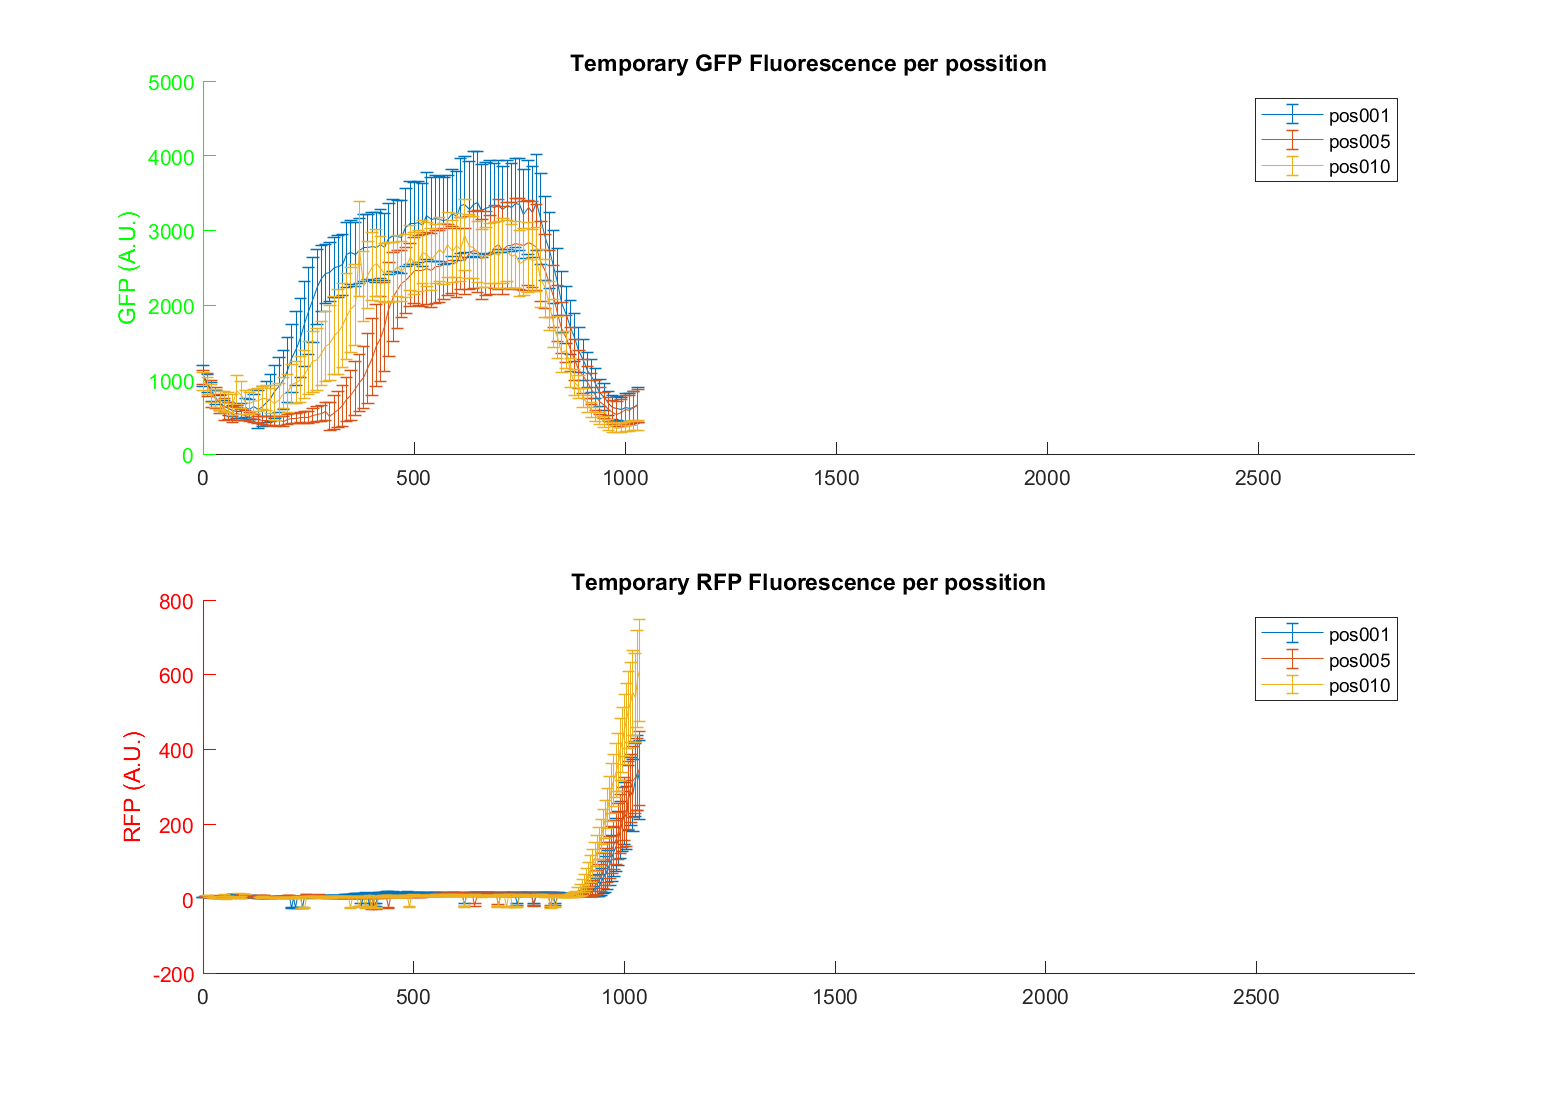 Temporary GFP Fluorescence per possition
5000
4000
3000
2000
1000
0
GFP (A.U.)
pos001
pos005
pos010
0 500 1000 1500 2000 2500
Temporary RFP Fluorescence per possition
800
600
400
200
0
-200
RFP (A.U.)
pos001
pos005
pos010
0 500 1000 1500 2000 2500